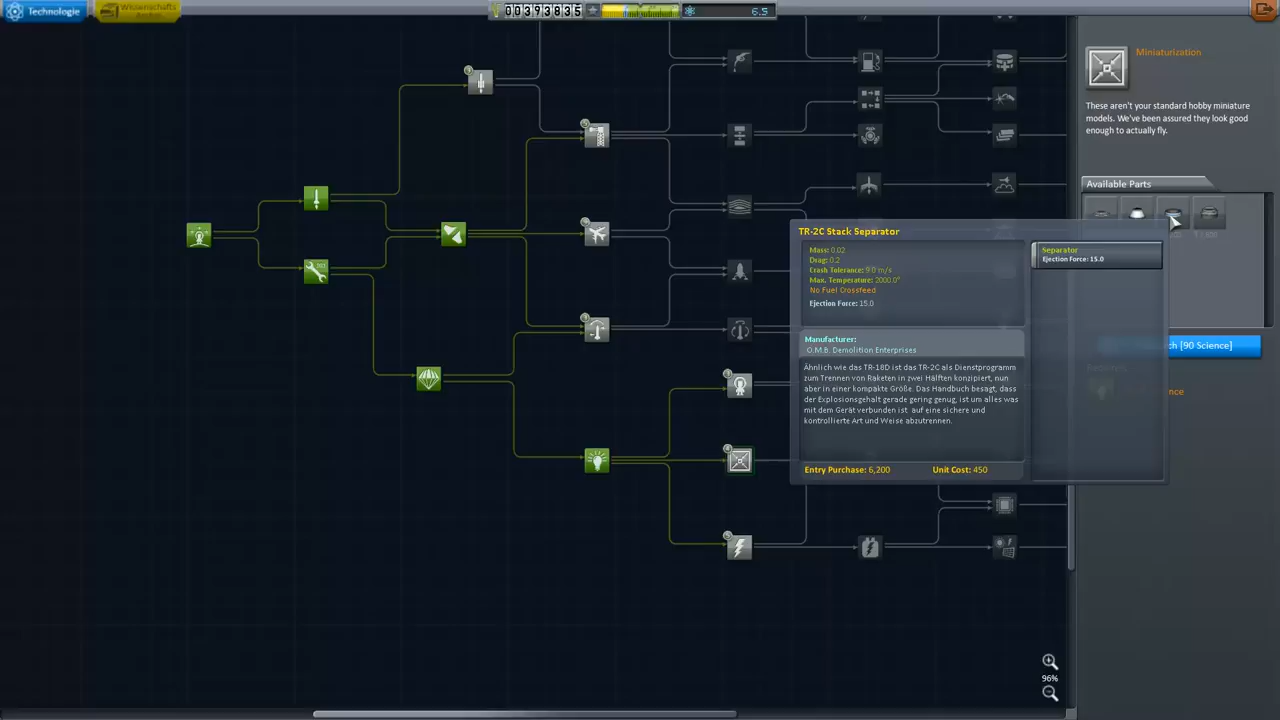 Technologie
Wissenschafts
Archiv
00393835
6.5
Miniaturization
These aren't your standard hobby miniature
models. We've been assured they look good
enough to actually fly.
Available Parts
TR-2C Stack Separator
Mass: 0.02
Drag: 0.2
Crash Tolerance: 9.0 m/s
Max. Temperature: 2000.0°
No Fuel Crossfeed
Ejection Force: 15.0
Separator
Ejection Force: 15.0
Manufacturer:
O.M.B. Demolition Enterprises
Ähnlich wie das TR-18D ist das TR-2C als Dienstprogramm
zum Trennen von Raketen in zwei Hälften konzipiert, nun
aber in einer kompakte Größe. Das Handbuch besagt, dass
der Explosionsgehalt gerade gering genug, ist um alles was
mit dem Gerät verbunden ist auf eine sichere und
kontrollierte Art und Weise abzutrennen.
Entry Purchase: 6,200
Unit Cost: 450
[90 Science]
96%